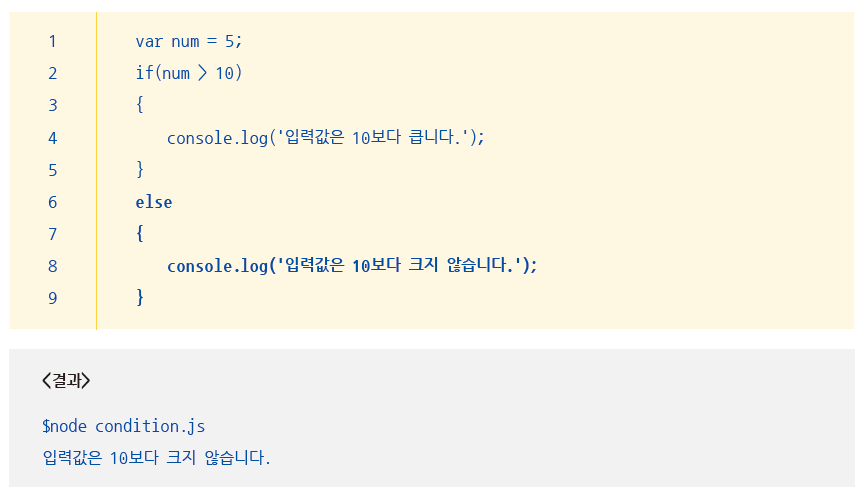 1 var num = 5;
2 if(num > 10)
3 {
4 console.log('입력값은 10보다 큽니다.');
5 }
6 else
7 {
8 console.log('입력값은 10보다 크지 않습니다.');
9 }
<결과>
$node condition.js
입력값은 10보다 크지 않습니다.